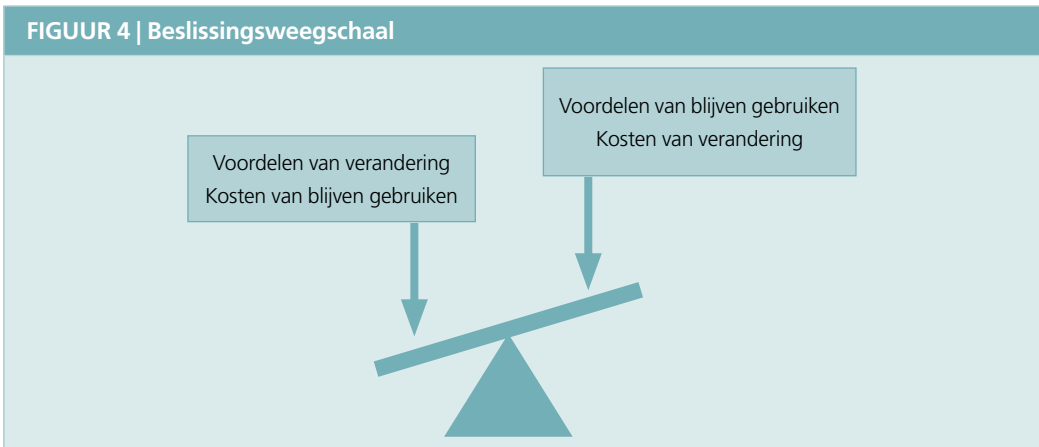 FIGUUR 4 | Beslissingsweegschaal
Voordelen van blijven gebruiken
Kosten van verandering
Voordelen van verandering
Kosten van blijven gebruiken